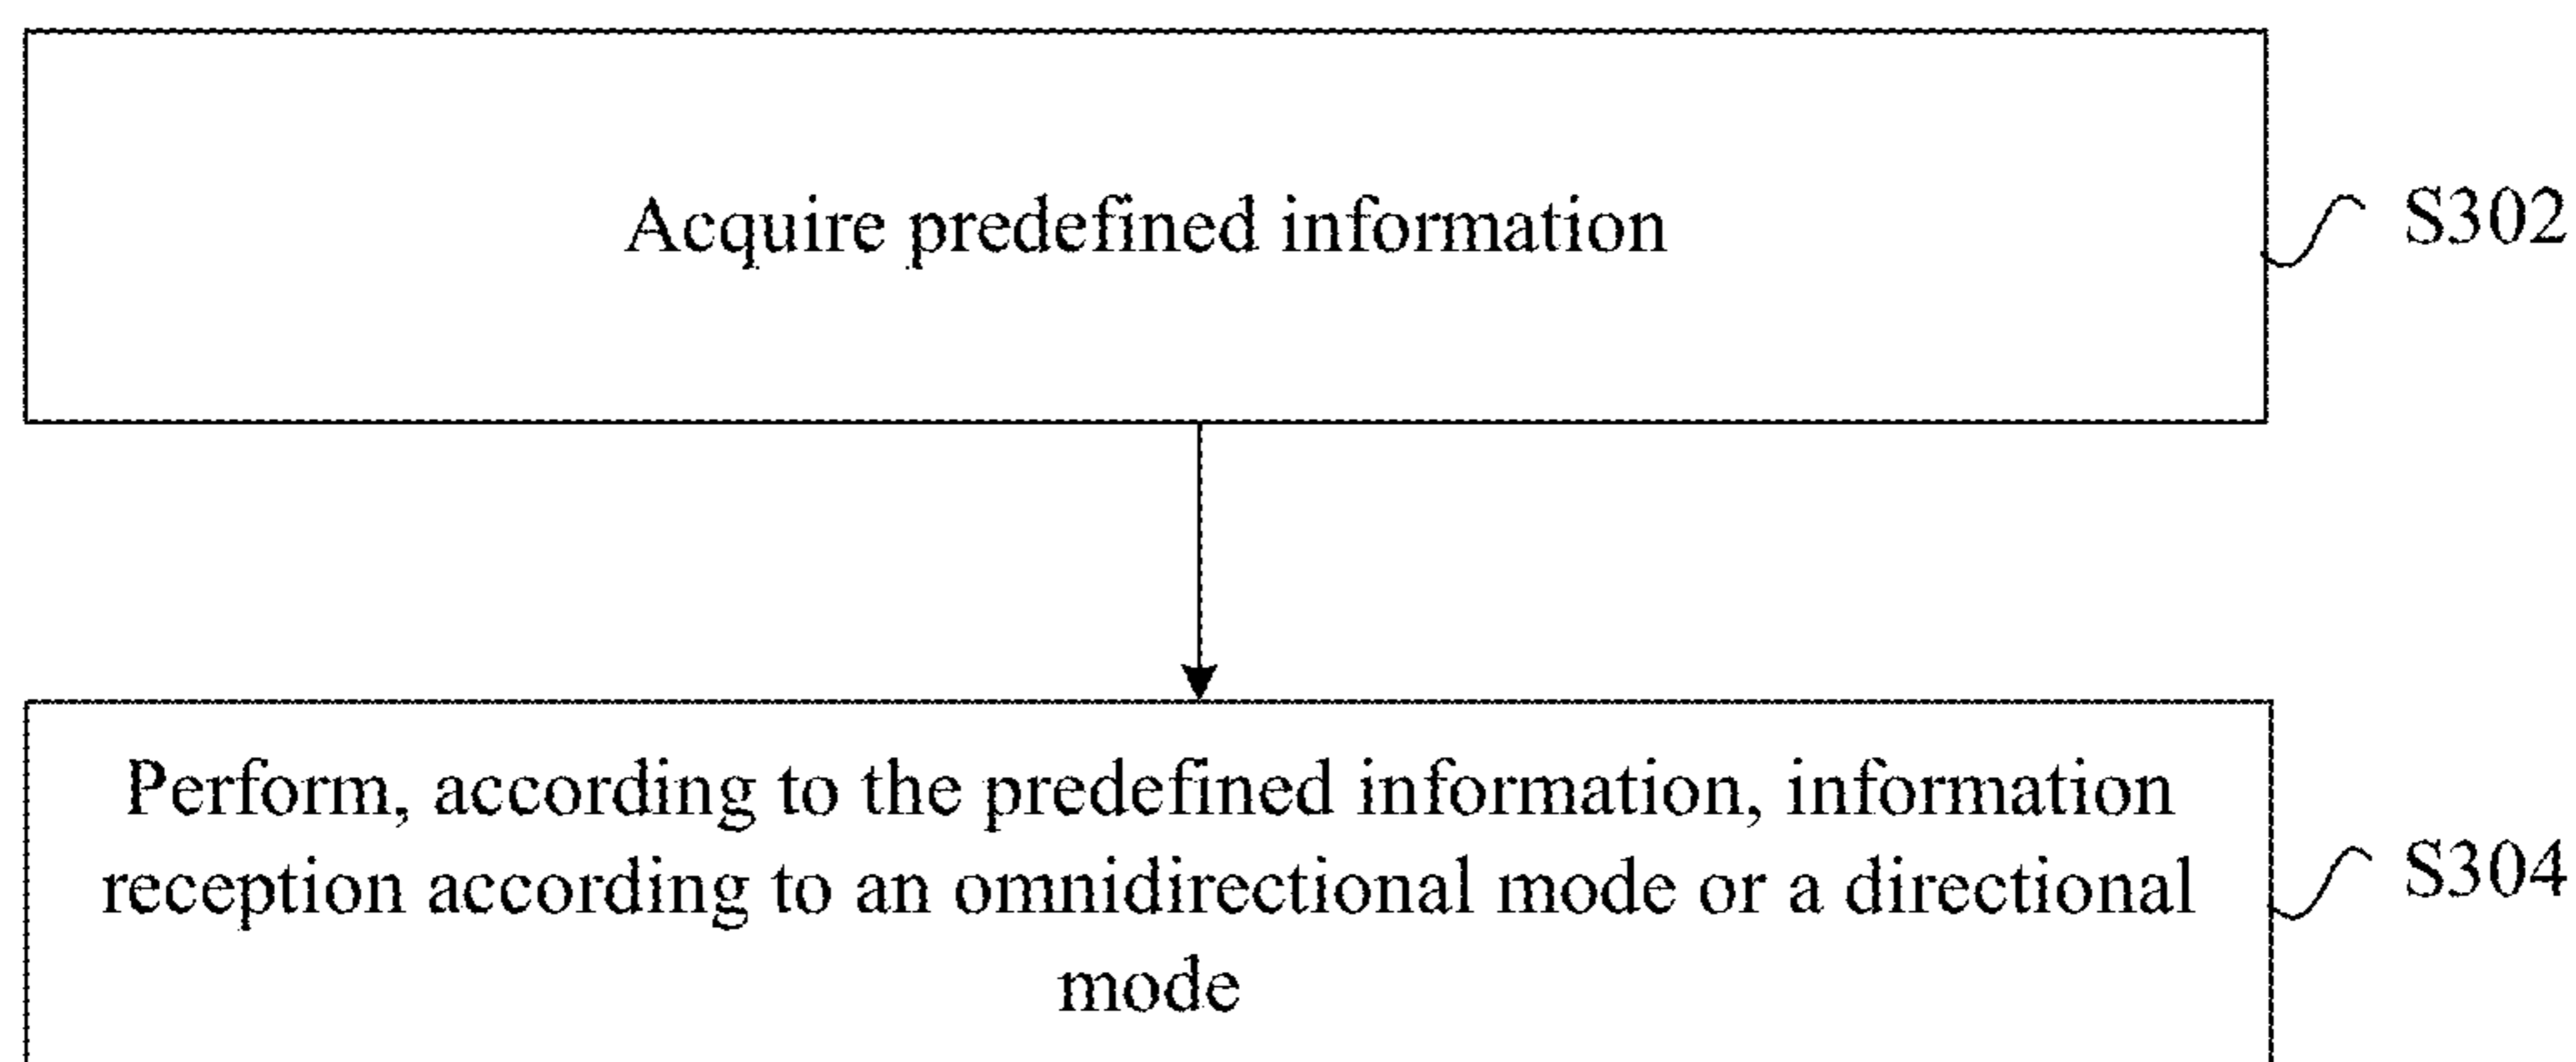 Acquire predefined information
S302
Perform, according to the predefined information, information
reception according to an omnidirectional mode or a directional
mode
S304